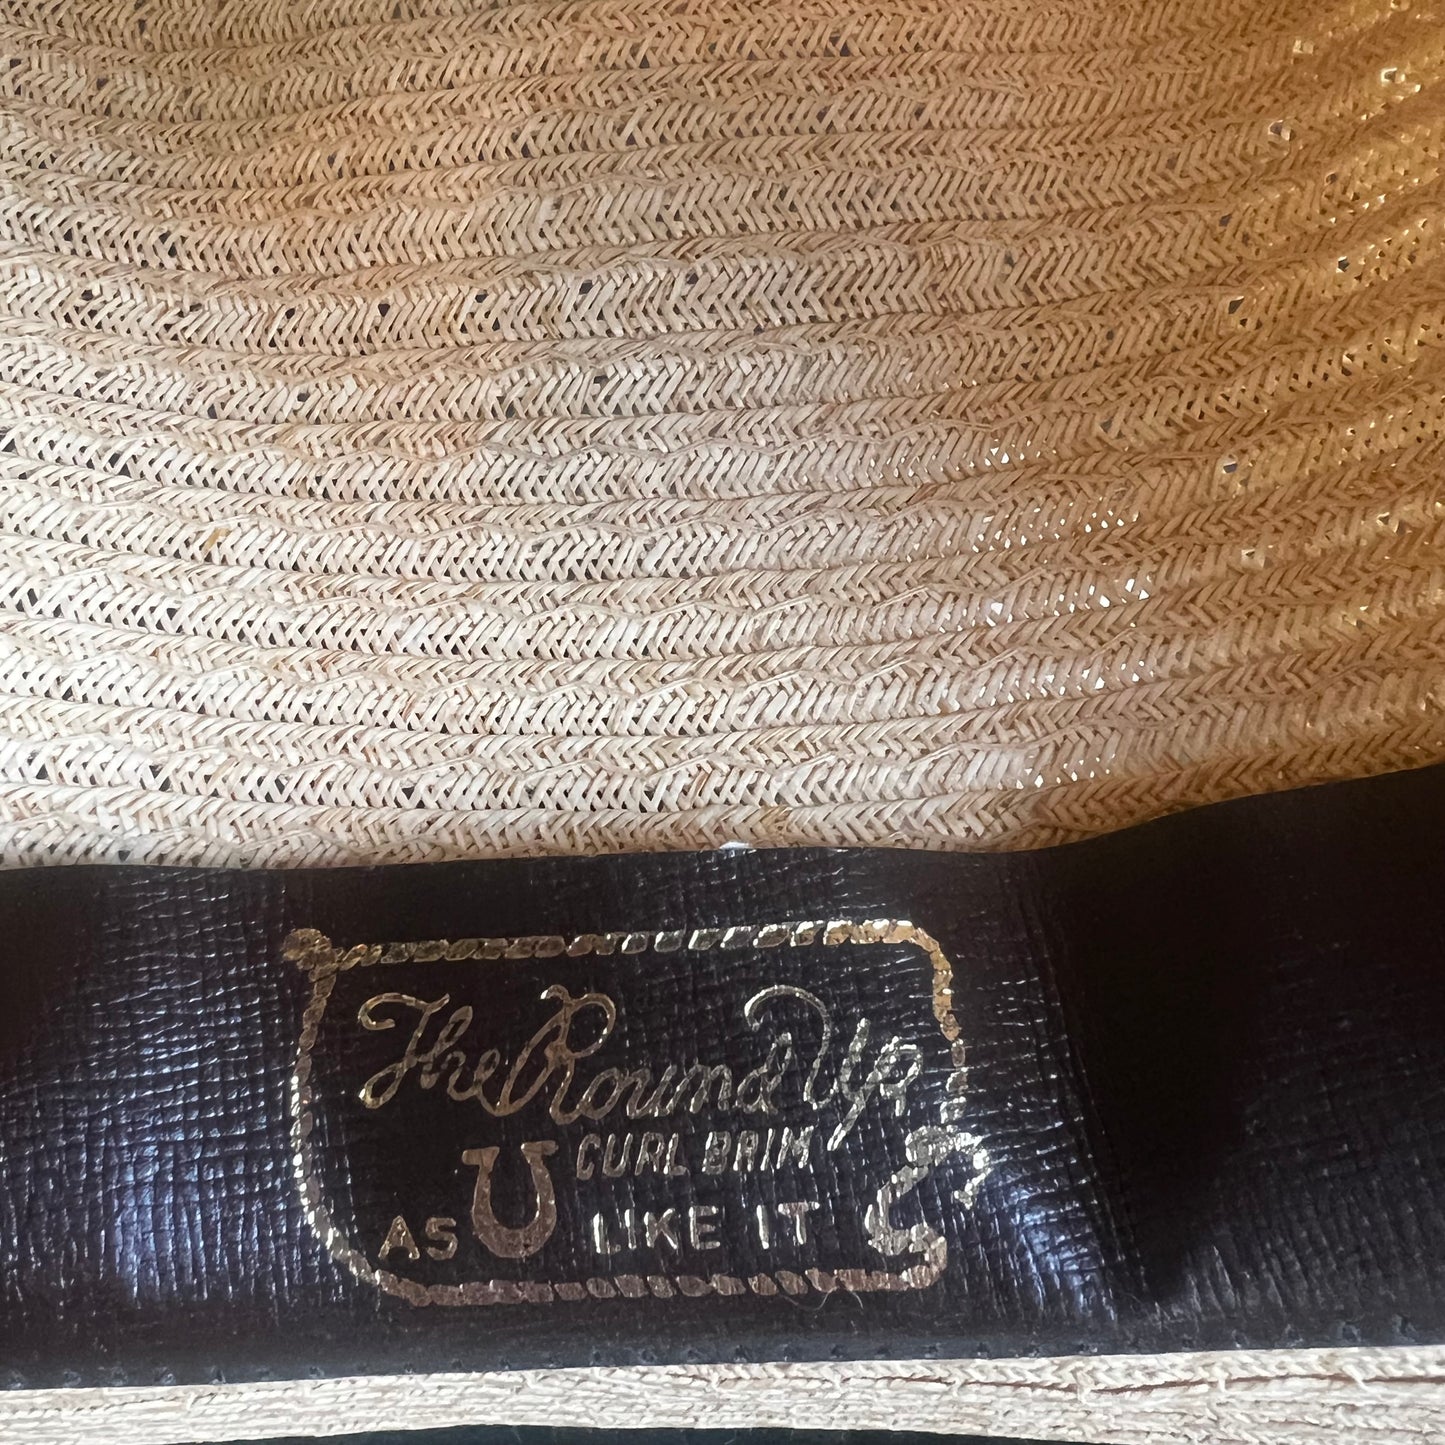 The Round Up
CURL BRIM
AS U LIKE IT